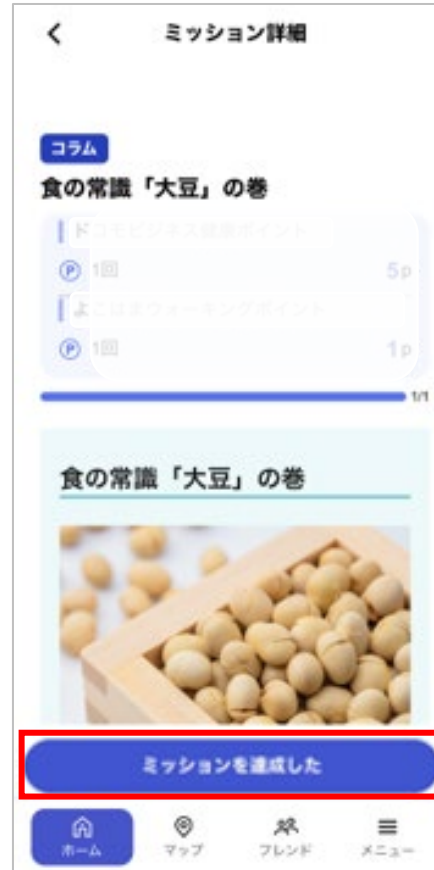 ミッション詳細
コラム
食の常識「大豆」の巻
ドコモビジネス健康ポイント
P 1回 5p
よこはまウォーキングポイント
P 1回 1p
1/1
食の常識「大豆」の巻
ミッションを達成した
ホーム マップ フレンド メニュー